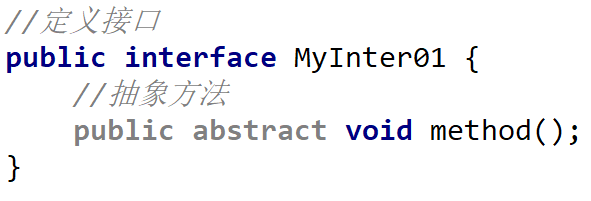 //定义接口
public interface MyInter01 {
    //抽象方法
    public abstract void method();
}